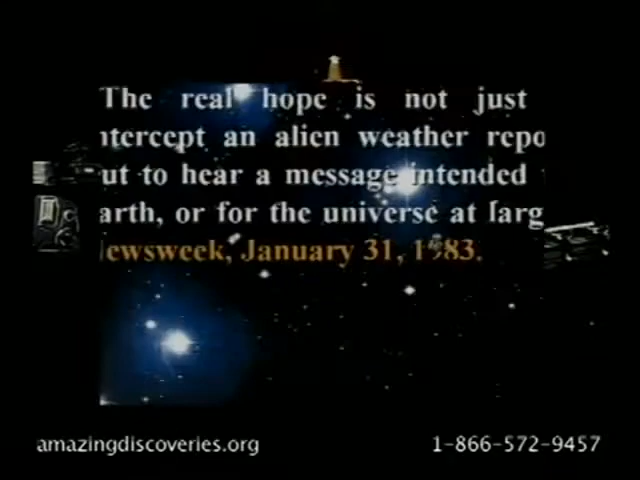 The real hope is not just
ntercept an alien weather repo
ut to hear a message intended
arth, or for the universe at larg
ewsweek, January 31, 1983.
amazingdiscoveries.org
1-866-572-9457